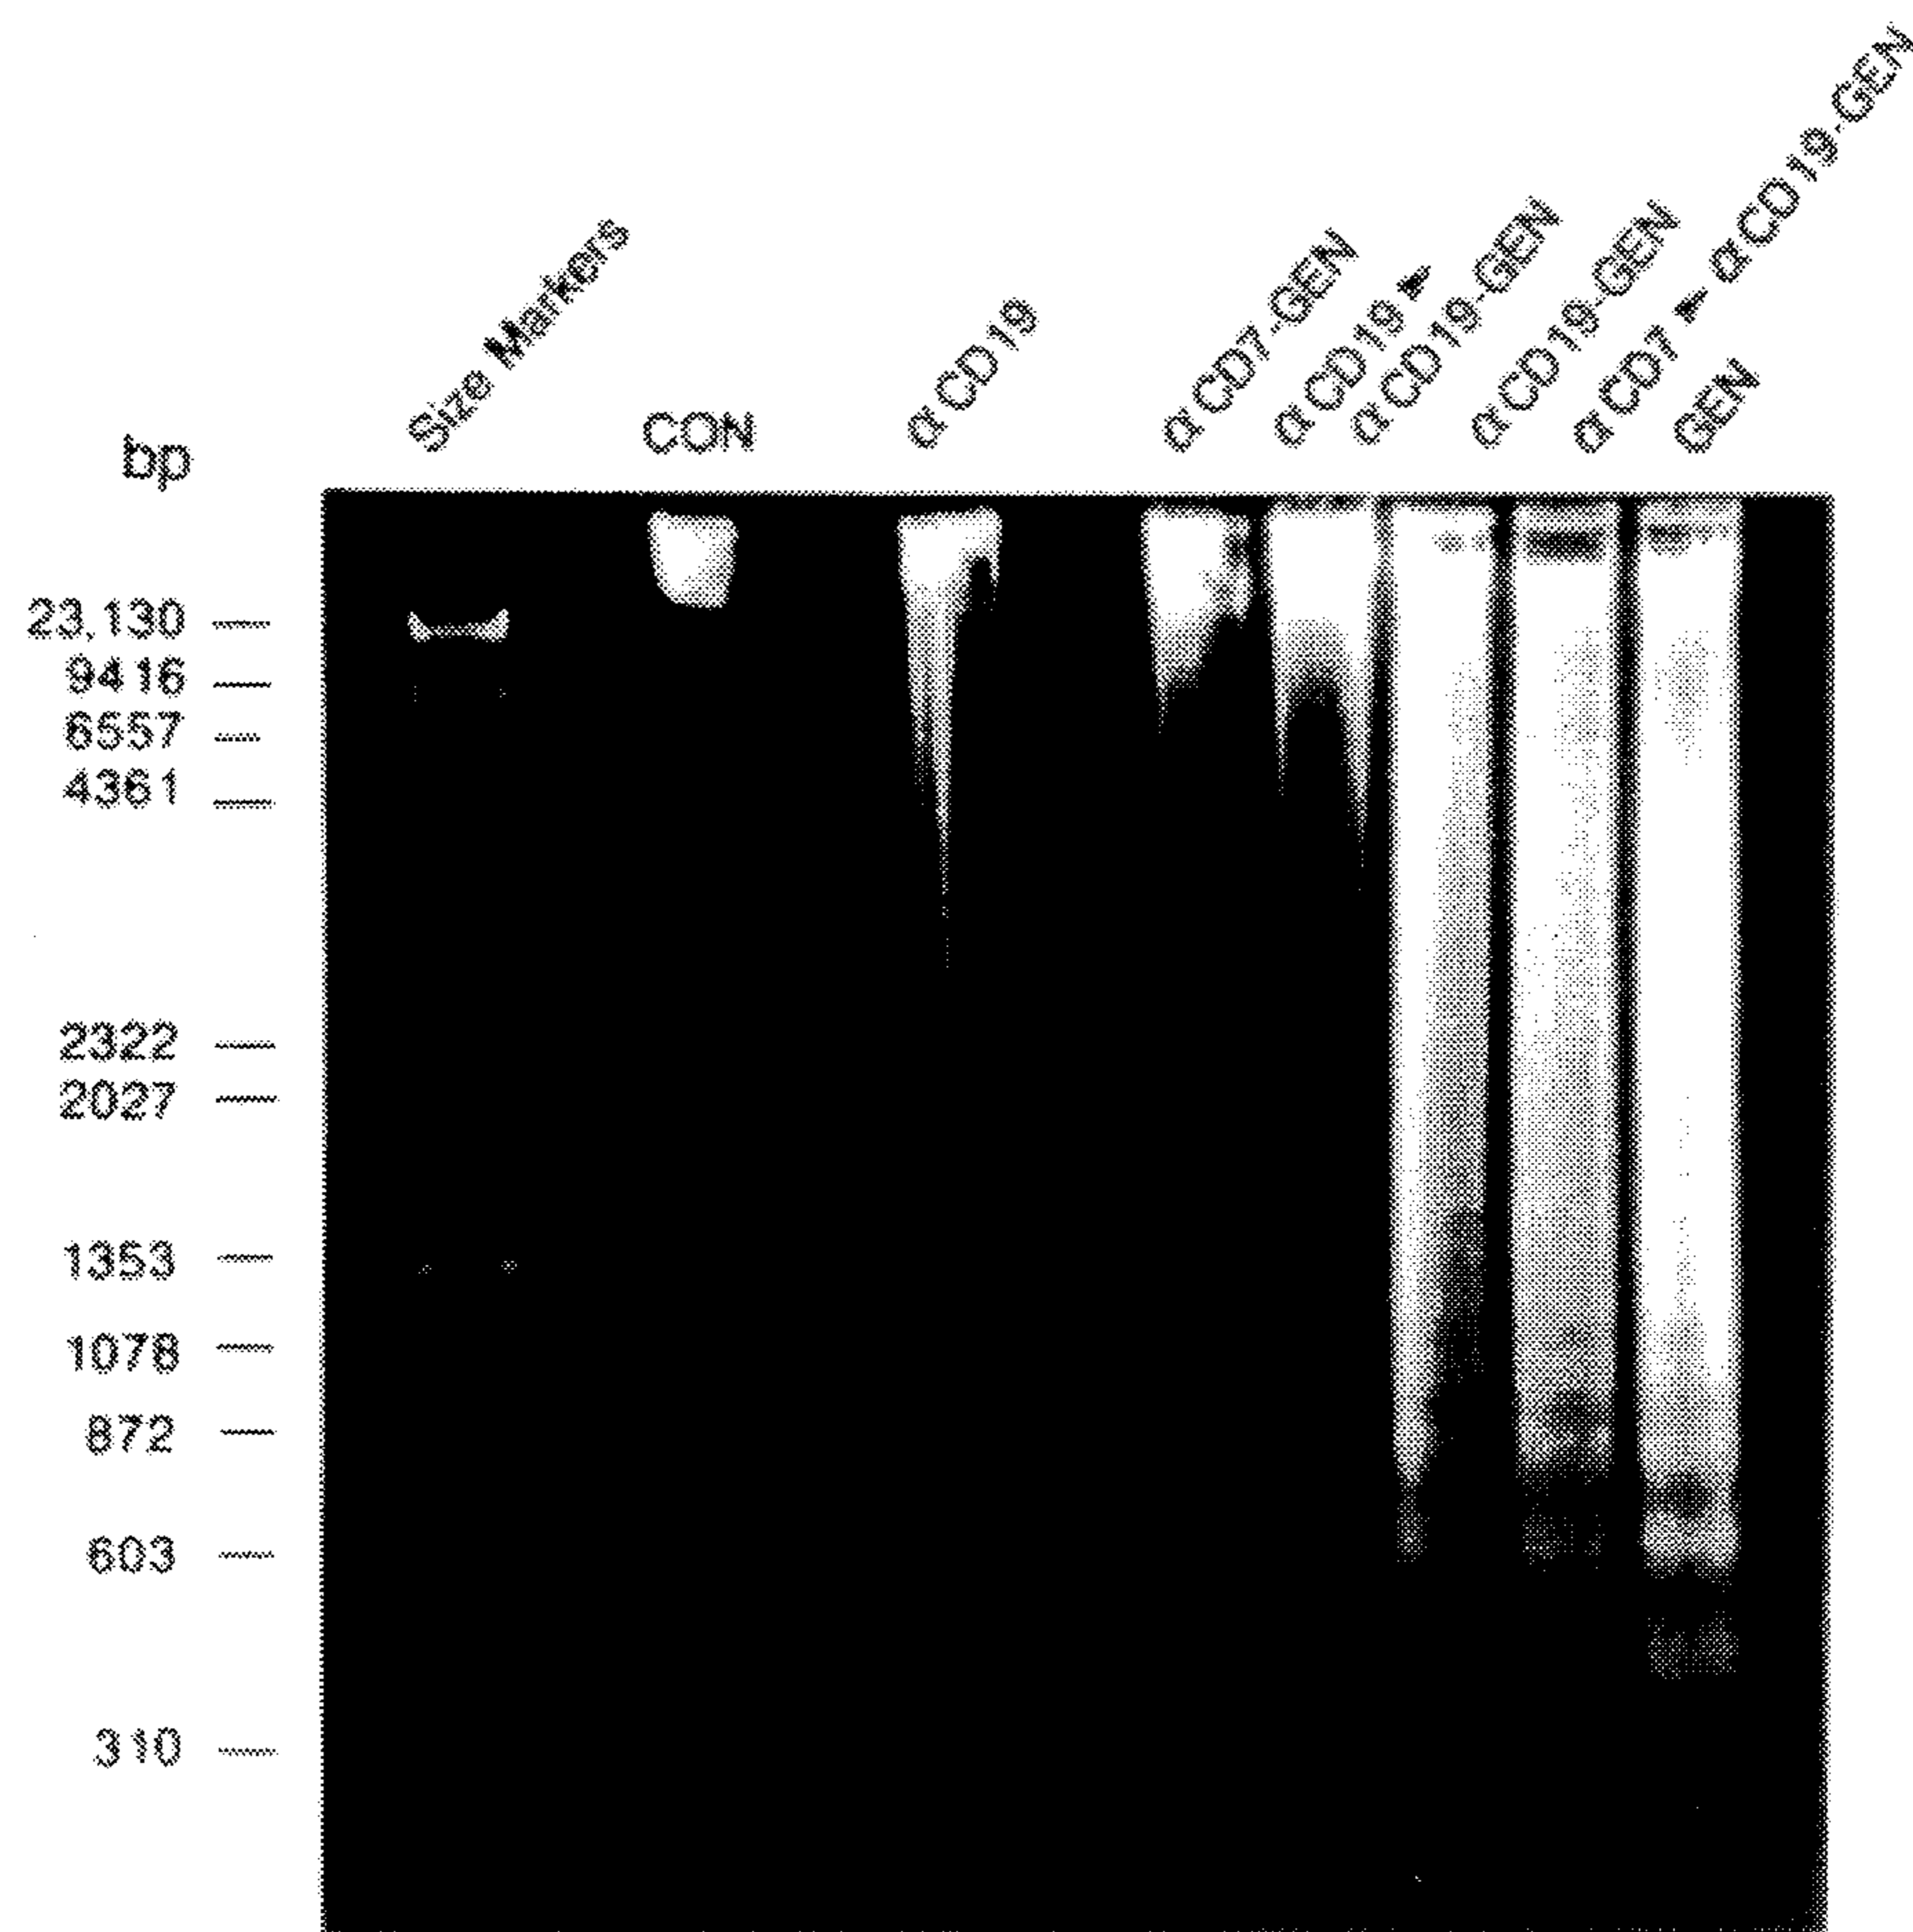 Size Markers
CON
α CD19
α CD7-GEN
α CD19 ►
α CD19-GEN
α CD19-GEN
α CD7 ► α CD19-GEN
GEN
bp
23,130
9416
6557
4361
2322
2027
1353
1078
872
603
310